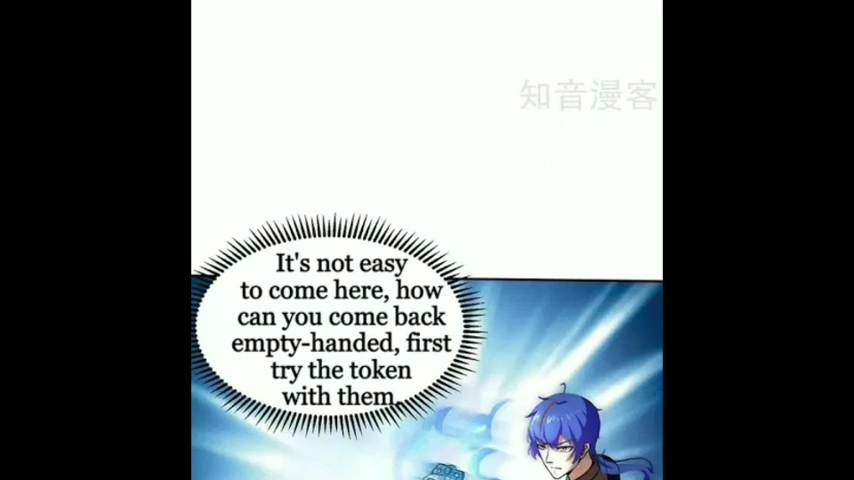 知音漫客
It's not easy
to come here, how
can you come back
empty-handed, first
try the token
with them.